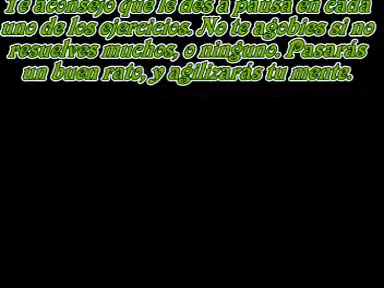 Te aconsejo que le des a pausa en cada
uno de los ejercicios. No te agobies si no
resuelves muchos, o ninguno. Pasarás
un buen rato, y agilizarás tu mente.